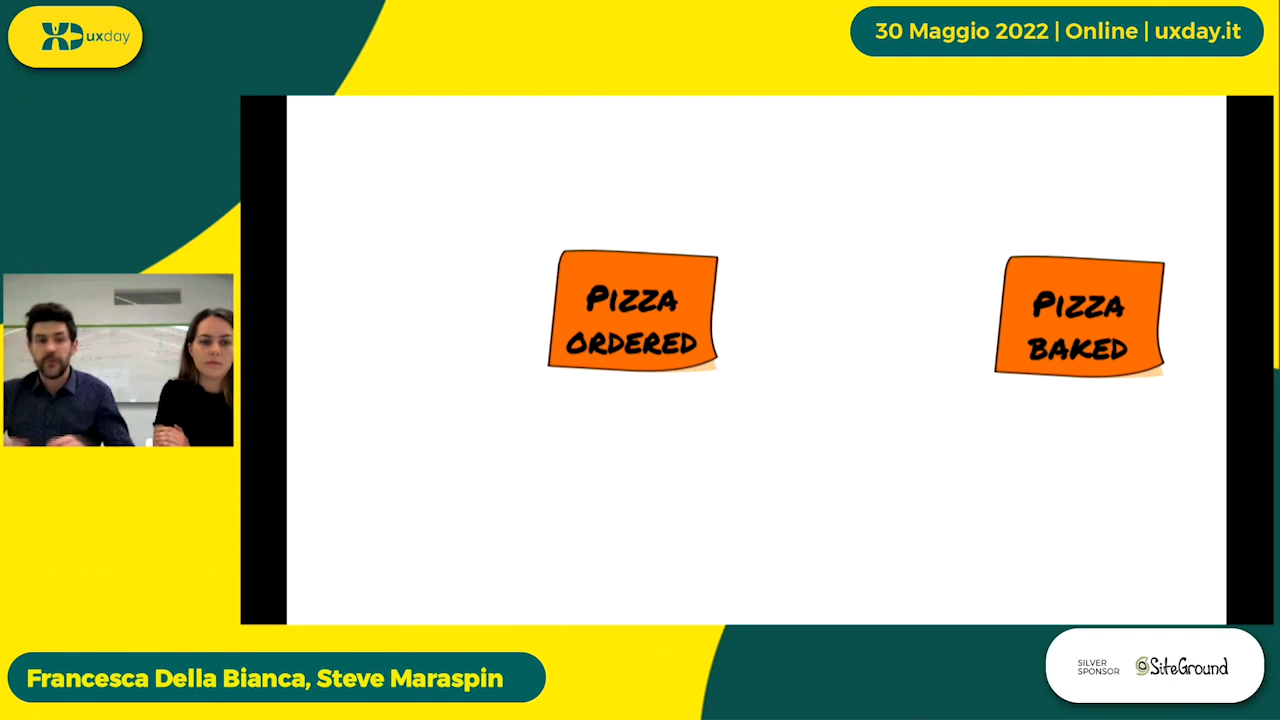 uxday
30 Maggio 2022 | Online | uxday.it
PIZZA
ORDERED
PIZZA
BAKED
Francesca Della Bianca, Steve Maraspin
SILVER
SPONSOR
SiteGround